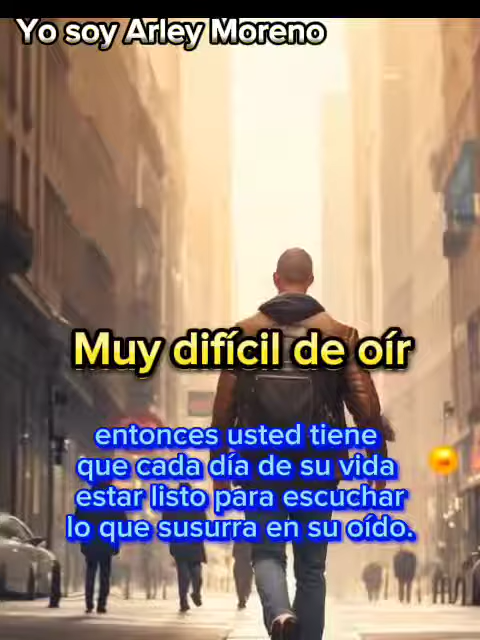 Yo soy Arley Moreno
Muy difícil de oír
entonces usted tiene
que cada día de su vida
estar listo para escuchar
lo que susurra en su oído.